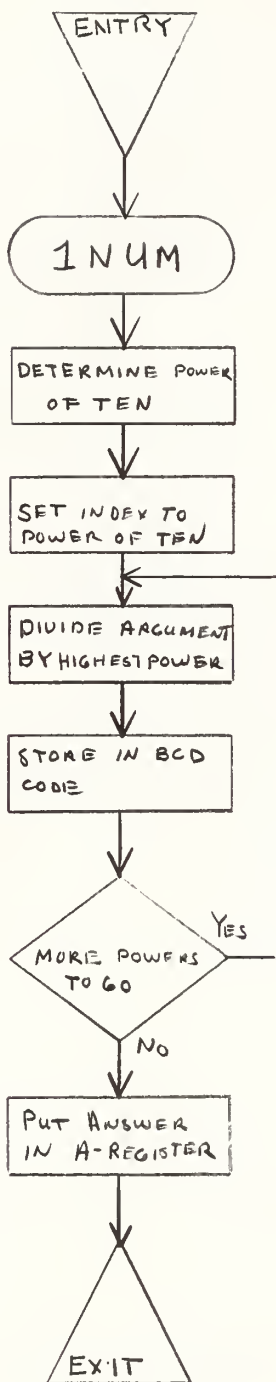 ENTRY
1NUM
DETERMINE POWER
OF TEN
SET INDEX TO
POWER OF TEN
DIVIDE ARGUMENT
BY HIGHEST POWER
STORE IN BCD
CODE
YES
MORE POWERS
TO GO
NO
PUT ANSWER
IN A-REGISTER
EXIT